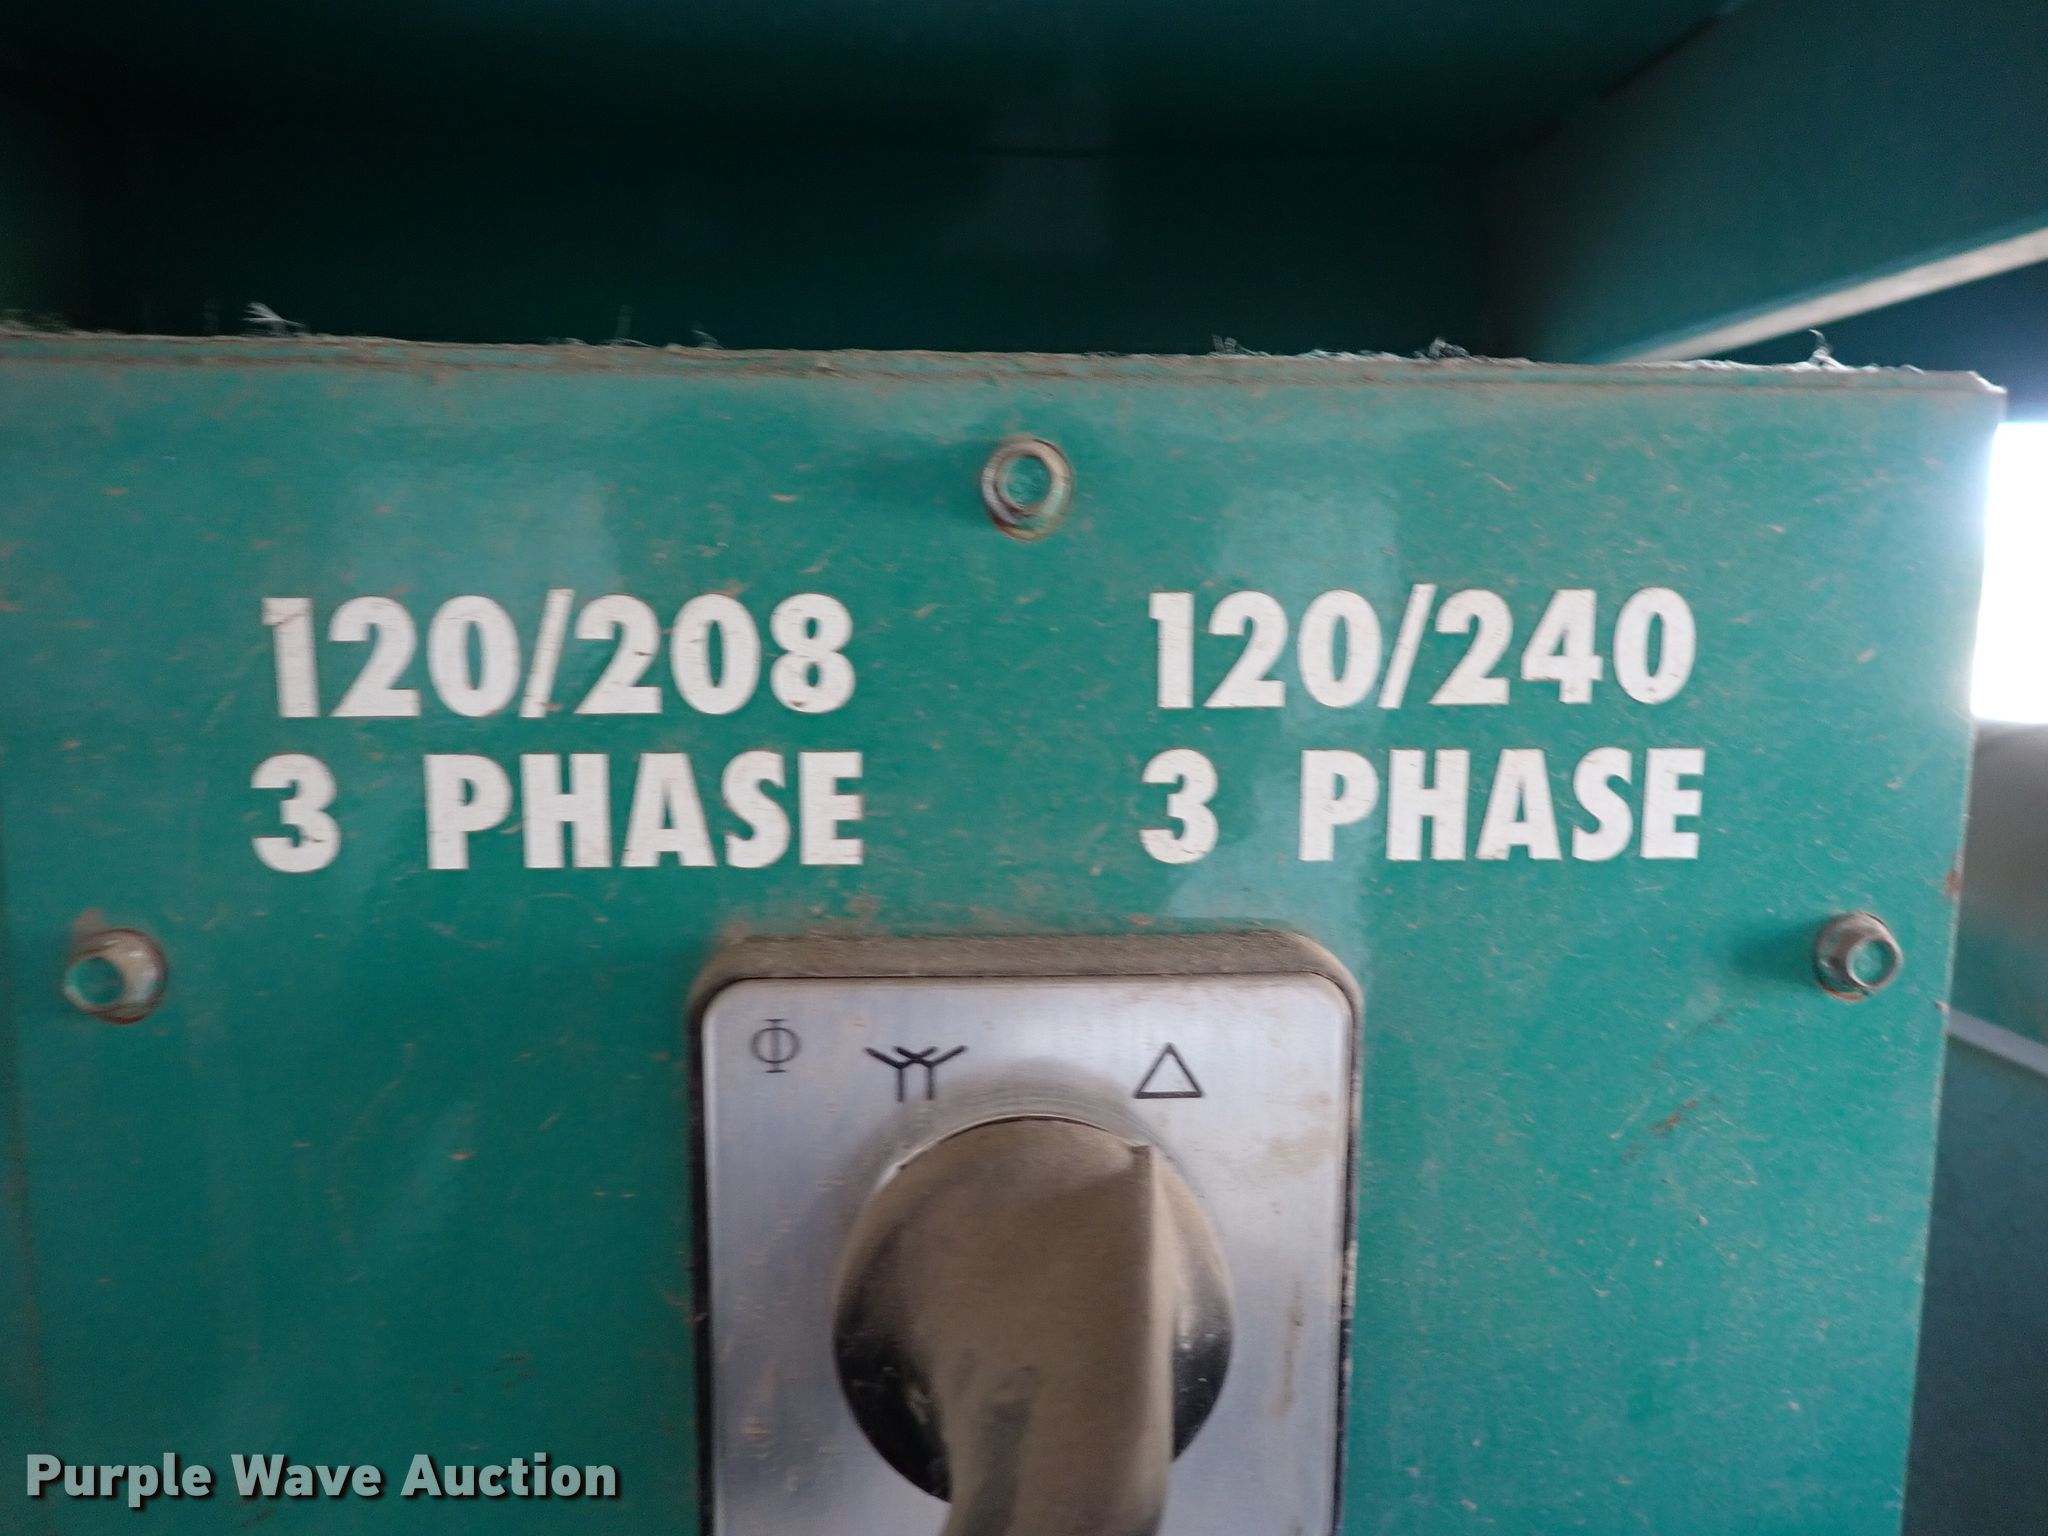 120/208
3 PHASE
120/240
3 PHASE
Φ
Δ
Purple Wave Auction